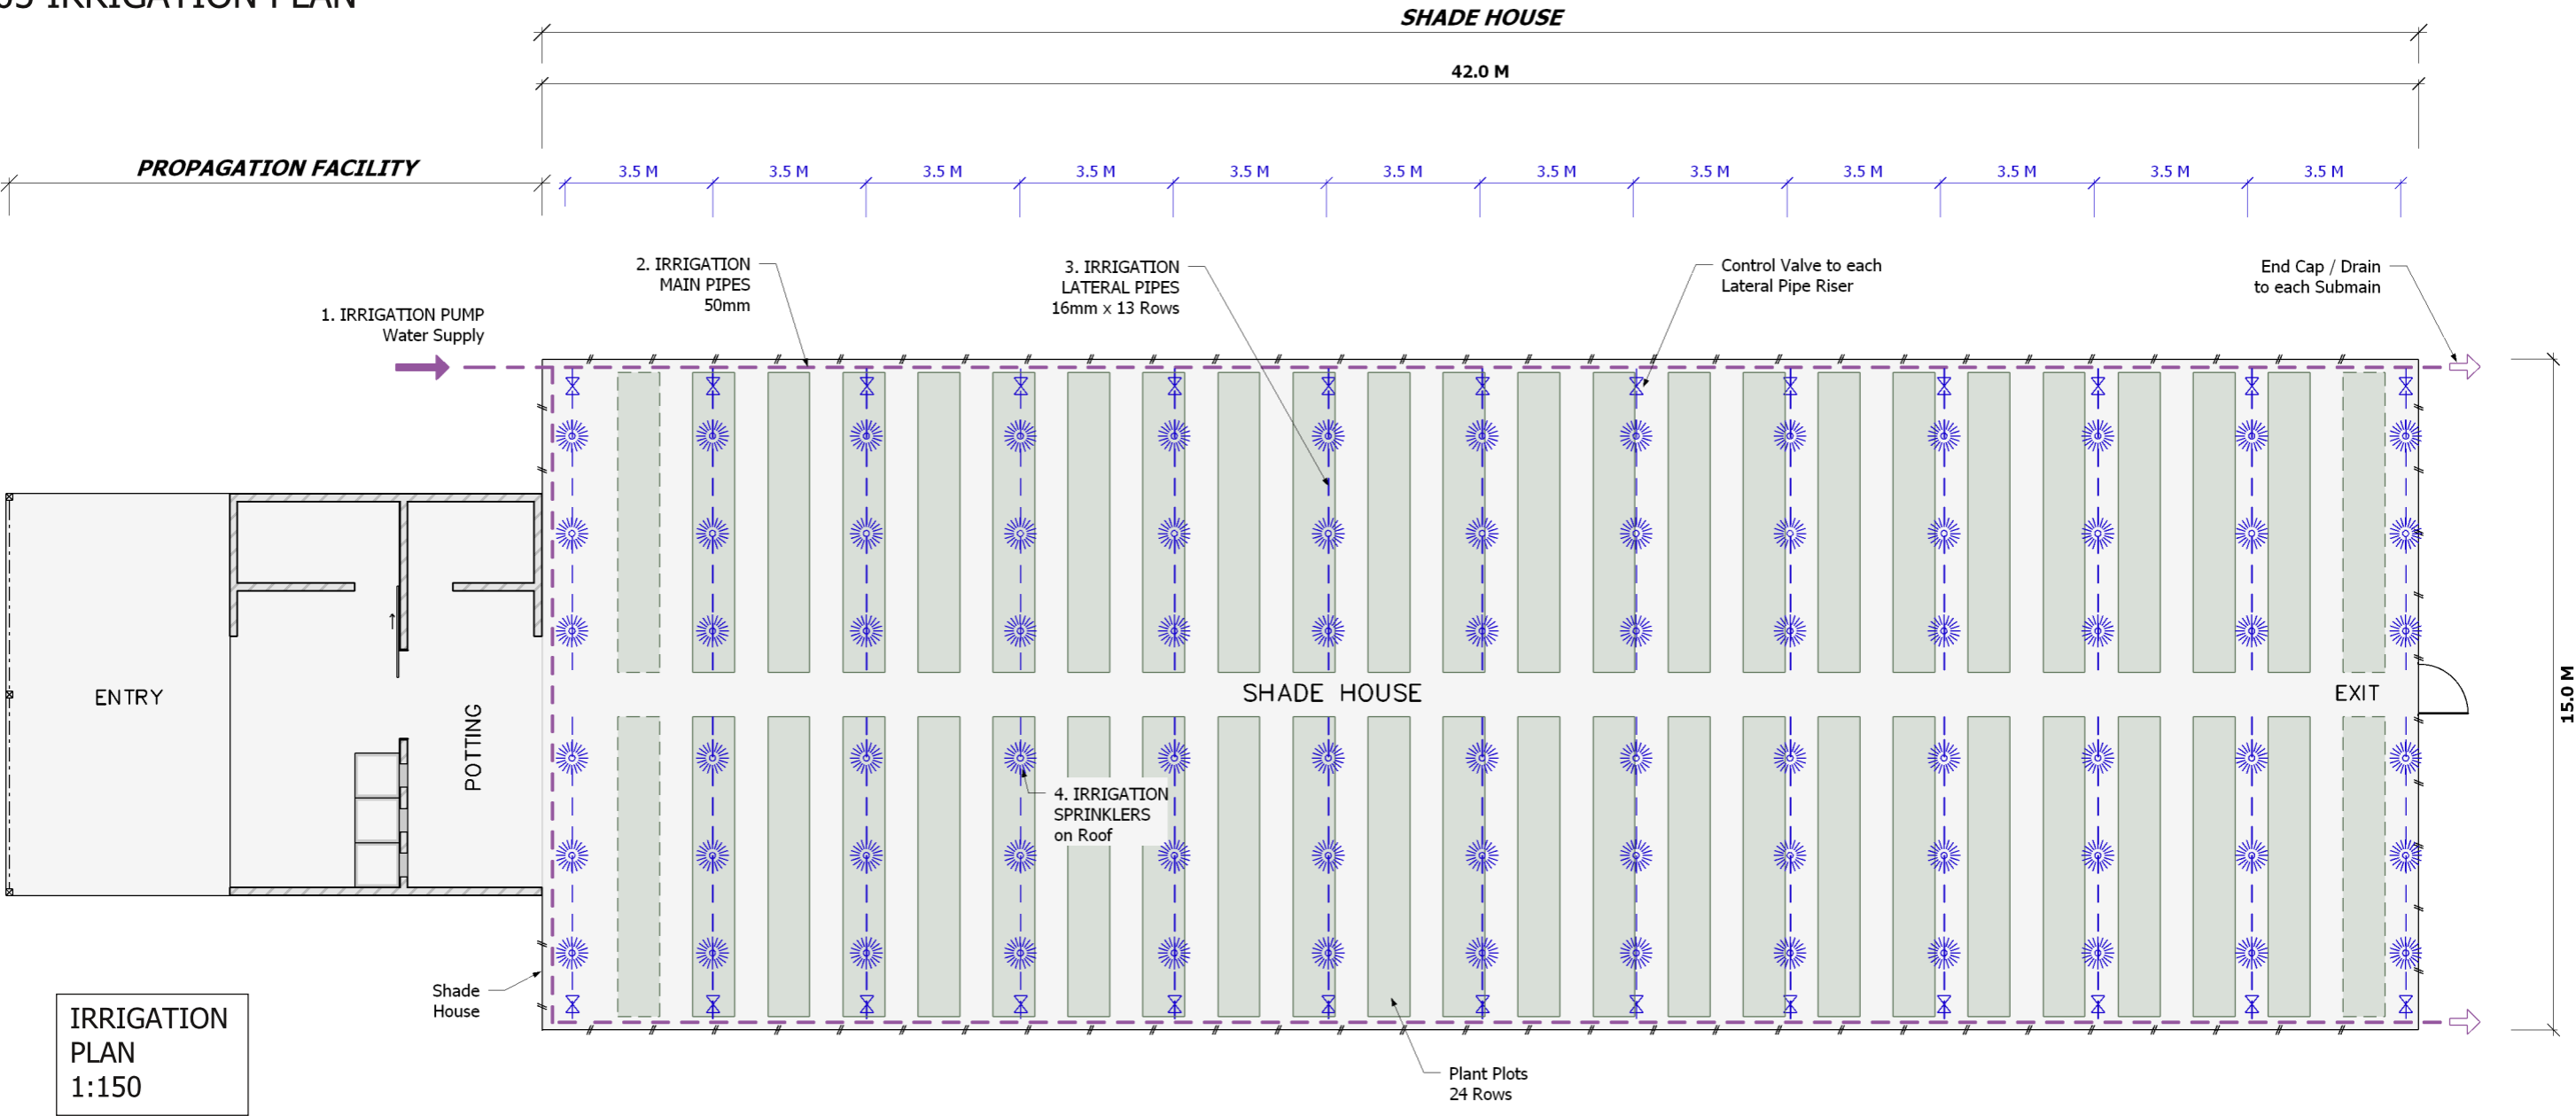 03 IRRIGATION PLAN
SHADE HOUSE
42.0 M
PROPAGATION FACILITY
3.5 M 3.5 M 3.5 M 3.5 M 3.5 M 3.5 M 3.5 M 3.5 M 3.5 M 3.5 M 3.5 M 3.5 M
1. IRRIGATION PUMP
Water Supply
2. IRRIGATION
MAIN PIPES
50mm
3. IRRIGATION
LATERAL PIPES
16mm x 13 Rows
Control Valve to each
Lateral Pipe Riser
End Cap / Drain
to each Submain
ENTRY
POTTING
SHADE HOUSE
EXIT
15.0 M
4. IRRIGATION
SPRINKLERS
on Roof
Shade
House
Plant Plots
24 Rows
IRRIGATION
PLAN
1:150